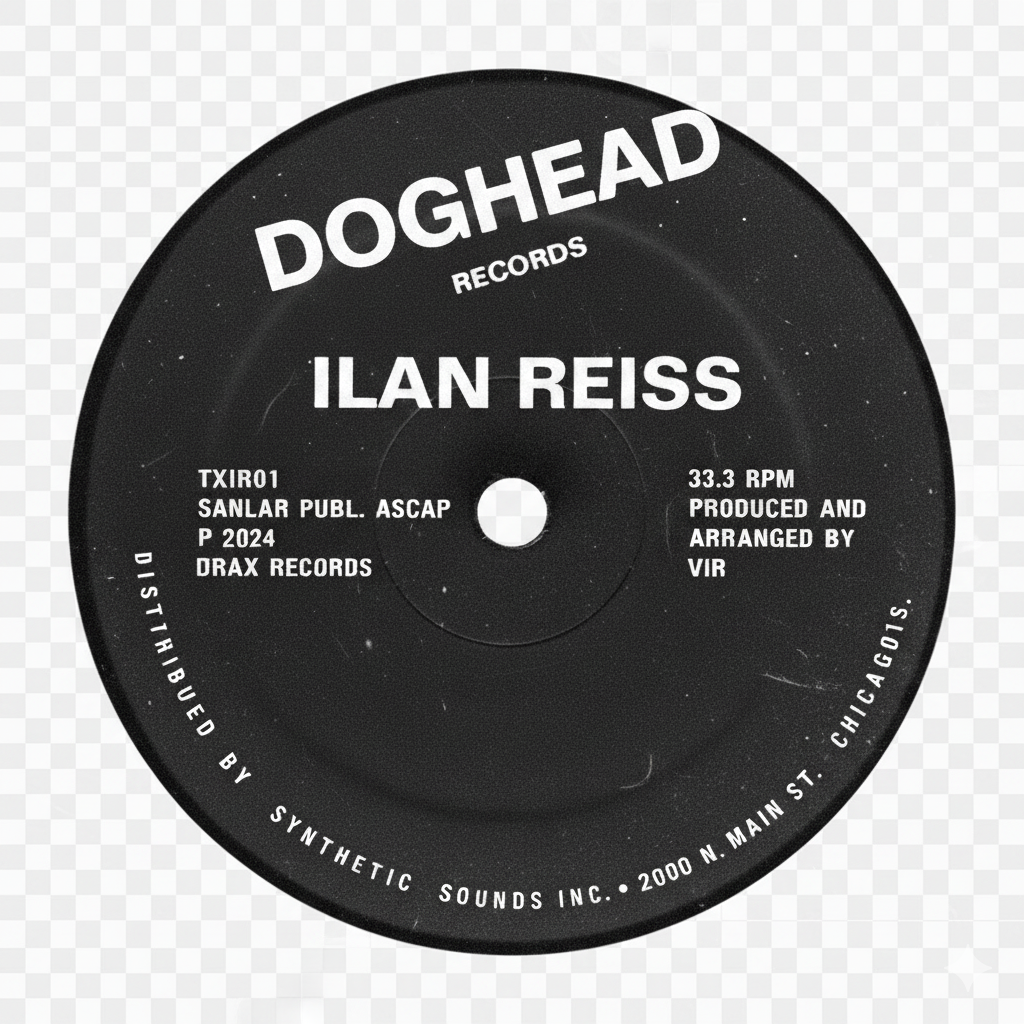 DOGHEAD
RECORDS
ILAN REISS
TXIR01
SANLAR PUBL. ASCAP
P 2024
DRAX RECORDS
33.3 RPM
PRODUCED AND
ARRANGED BY
VIR
DISTTHIBUED BY SYNTHETIC SOUNDS INC. • 2000 N. MAIN ST. CHICAGO1S.